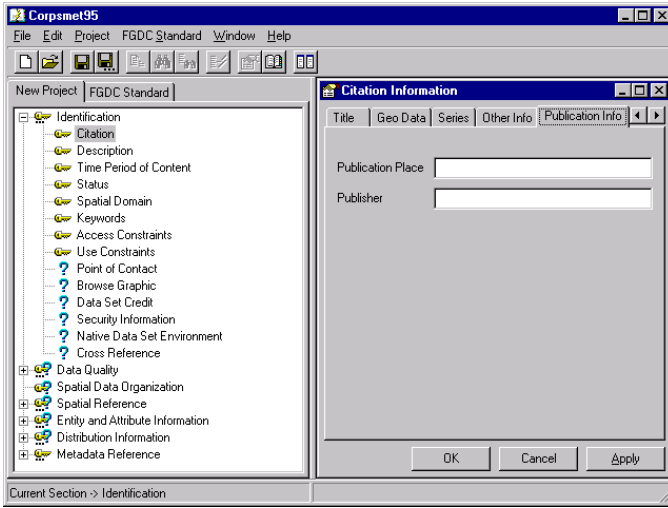 Corpsmet95
File Edit Project FGDC Standard Window Help
New Project FGDC Standard
Identification
Citation
Description
Time Period of Content
Status
Spatial Domain
Keywords
Access Constraints
Use Constraints
? Point of Contact
? Browse Graphic
? Data Set Credit
? Security Information
? Native Data Set Environment
? Cross Reference
Data Quality
Spatial Data Organization
Spatial Reference
Entity and Attribute Information
Distribution Information
Metadata Reference
Citation Information
Title Geo Data Series Other Info Publication Info
Publication Place
Publisher
OK Cancel Apply
Current Section -> Identification